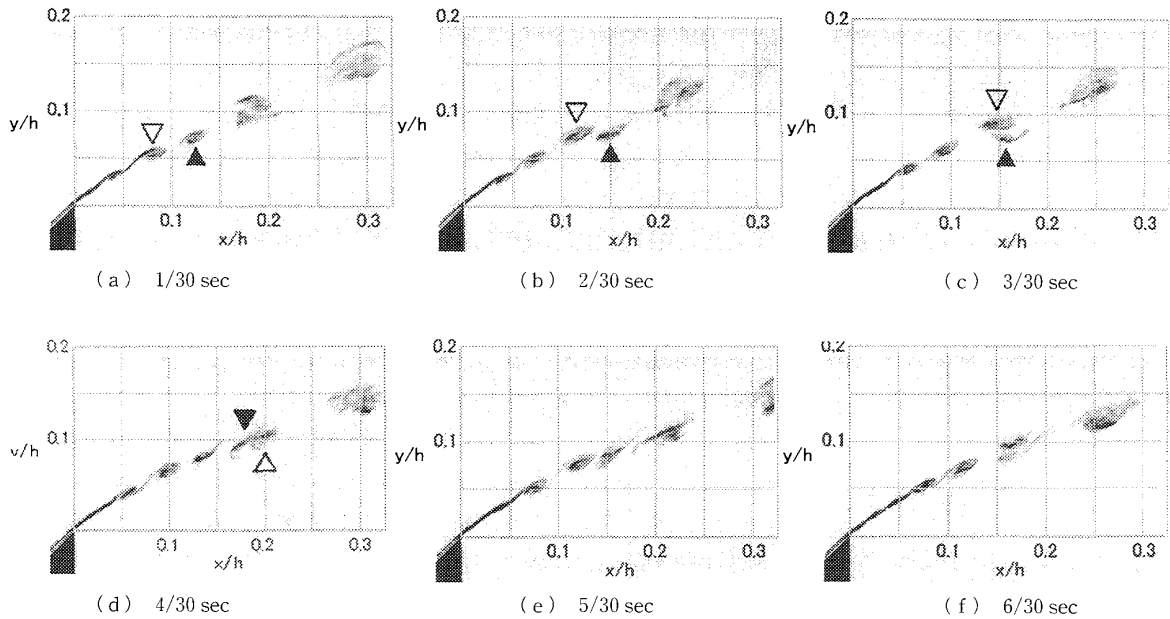 0.2
0.1
y/h
0.1 0.2 0.3
x/h
(a) 1/30 sec
0.2
0.1
y/h
0.1 0.2 0.3
x/h
(b) 2/30 sec
0.2
0.1
y/h
0.1 0.2 0.3
x/h
(c) 3/30 sec
0.2
0.1
y/h
0.1 0.2 0.3
x/h
(d) 4/30 sec
0.2
0.1
y/h
0.1 0.2 0.3
x/h
(e) 5/30 sec
0.2
0.1
y/h
0.1 0.2 0.3
x/h
(f) 6/30 sec